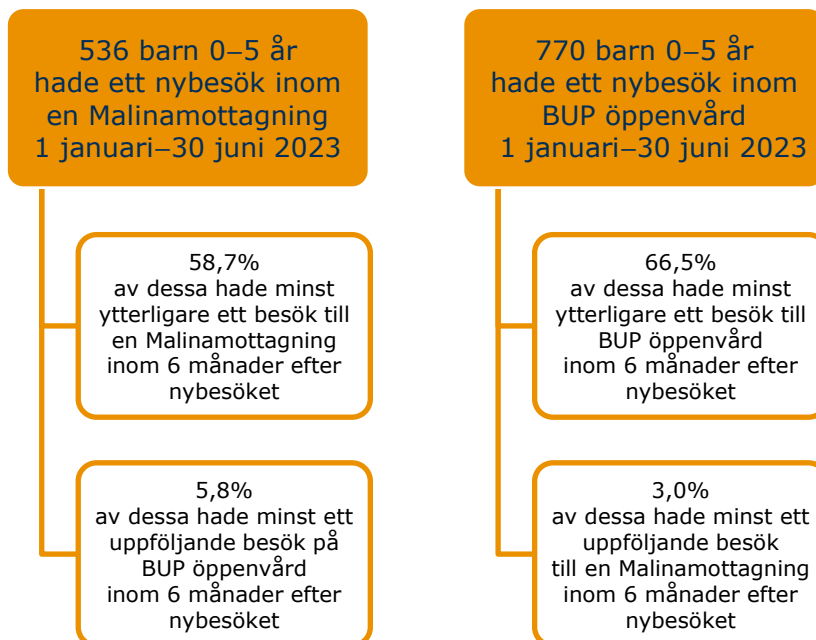 536 barn 0–5 år
hade ett nybesök inom
en Malinamottagning
1 januari–30 juni 2023
58,7%
av dessa hade minst
ytterligare ett besök till
en Malinamottagning
inom 6 månader efter
nybesöket
5,8%
av dessa hade minst ett
uppföljande besök på
BUP öppenvård
inom 6 månader efter
nybesöket
770 barn 0–5 år
hade ett nybesök inom
BUP öppenvård
1 januari–30 juni 2023
66,5%
av dessa hade minst
ytterligare ett besök till
BUP öppenvård
inom 6 månader efter
nybesöket
3,0%
av dessa hade minst ett
uppföljande besök
till en Malinamottagning
inom 6 månader efter
nybesöket